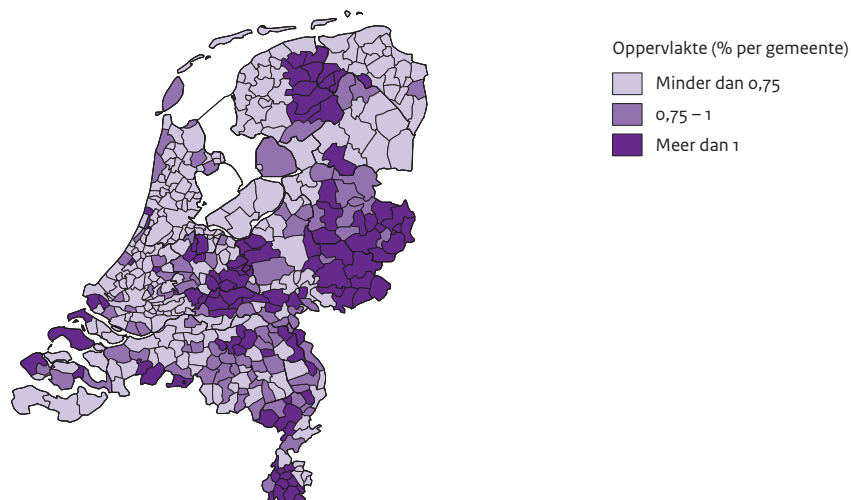 Oppervlakte (% per gemeente)
Minder dan 0,75
0,75 – 1
Meer dan 1